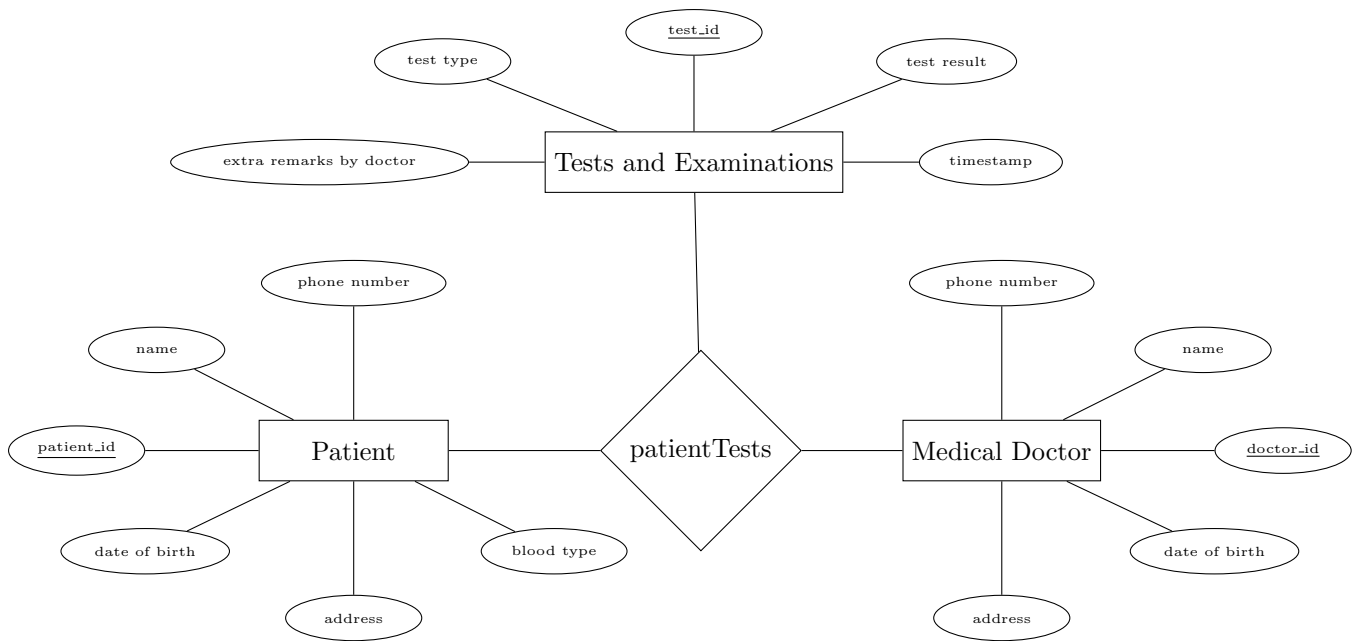 test_id
test type
test result
extra remarks by doctor
Tests and Examinations
timestamp
phone number
phone number
name
name
patient_id
Patient
patientTests
Medical Doctor
doctor_id
date of birth
blood type
date of birth
address
address